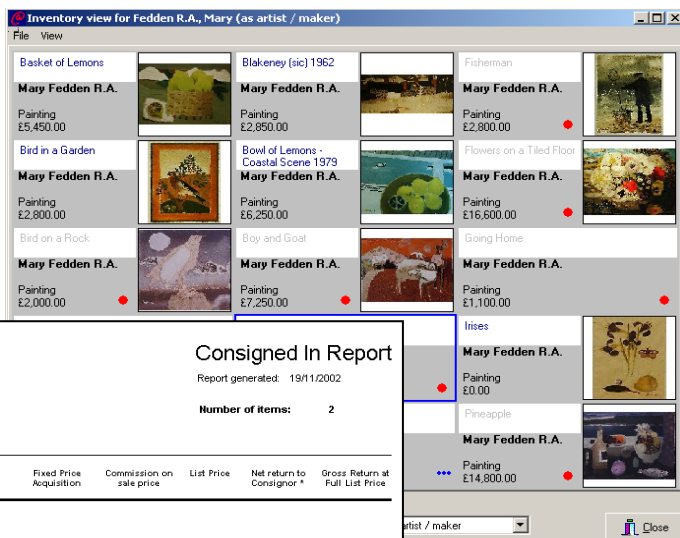 Inventory view for Fedden R.A., Mary (as artist / maker)
File View
Basket of Lemons
Mary Fedden R.A.
Painting
£5,450.00
Blakeney (sic) 1962
Mary Fedden R.A.
Painting
£2,850.00
Fisherman
Mary Fedden R.A.
Painting
£2,800.00
Bird in a Garden
Mary Fedden R.A.
Painting
£2,800.00
Bowl of Lemons -
Coastal Scene 1979
Mary Fedden R.A.
Painting
£6,250.00
Flowers on a Tiled Floor
Mary Fedden R.A.
Painting
£16,600.00
Bird on a Rock
Mary Fedden R.A.
Painting
£2,000.00
Boy and Goat
Mary Fedden R.A.
Painting
£7,250.00
Going Home
Mary Fedden R.A.
Painting
£1,100.00
Irises
Mary Fedden R.A.
Painting
£0.00
Pineapple
Mary Fedden R.A.
Painting
£14,800.00
Consigned In Report
Report generated: 19/11/2002
Number of items: 2
Fixed Price
Acquisition
Commission on
sale price
List Price
Net return to
Consignor *
Gross Return at
Full List Price
artist / maker
Close